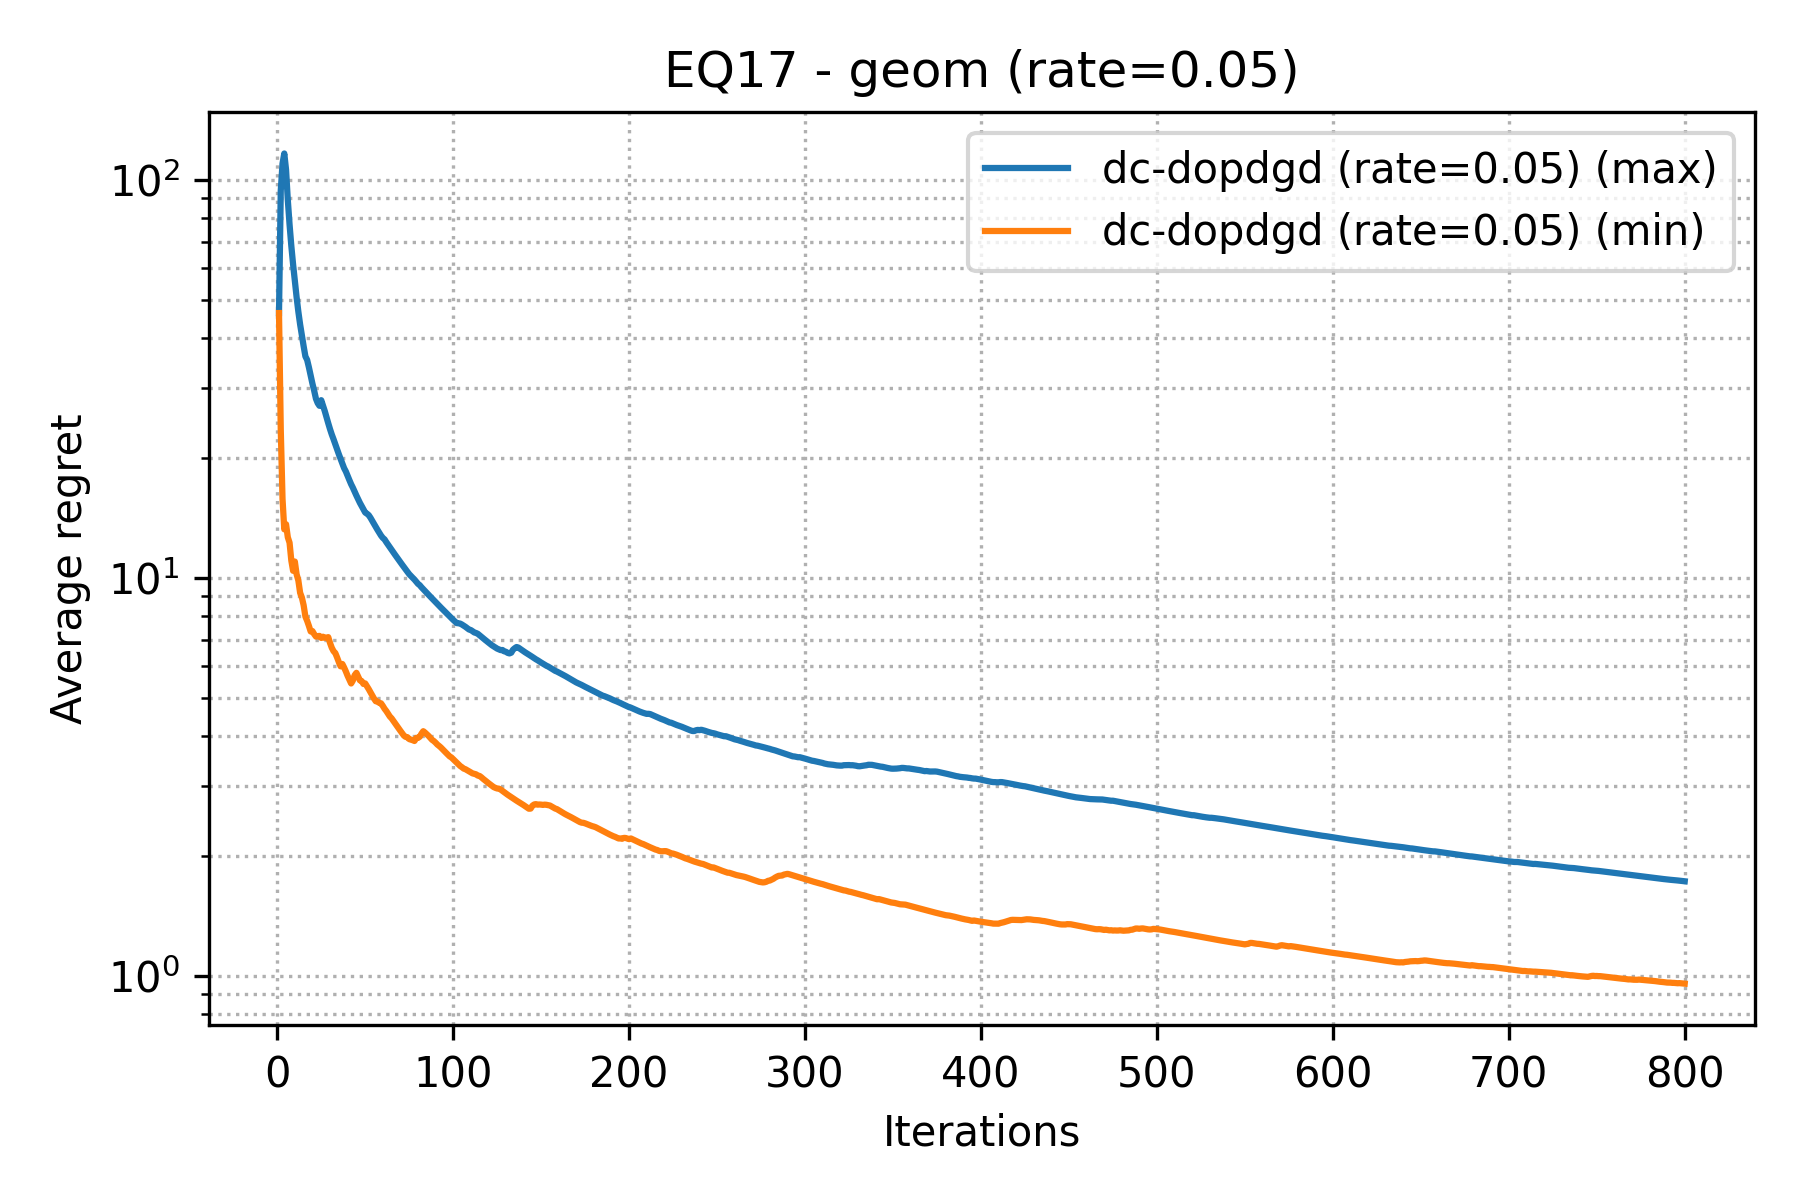 EQ17 - geom (rate=0.05)
dc-dopdgd (rate=0.05) (max)
dc-dopdgd (rate=0.05) (min)
Average regret
10²
10¹
10⁰
0 100 200 300 400 500 600 700 800
Iterations